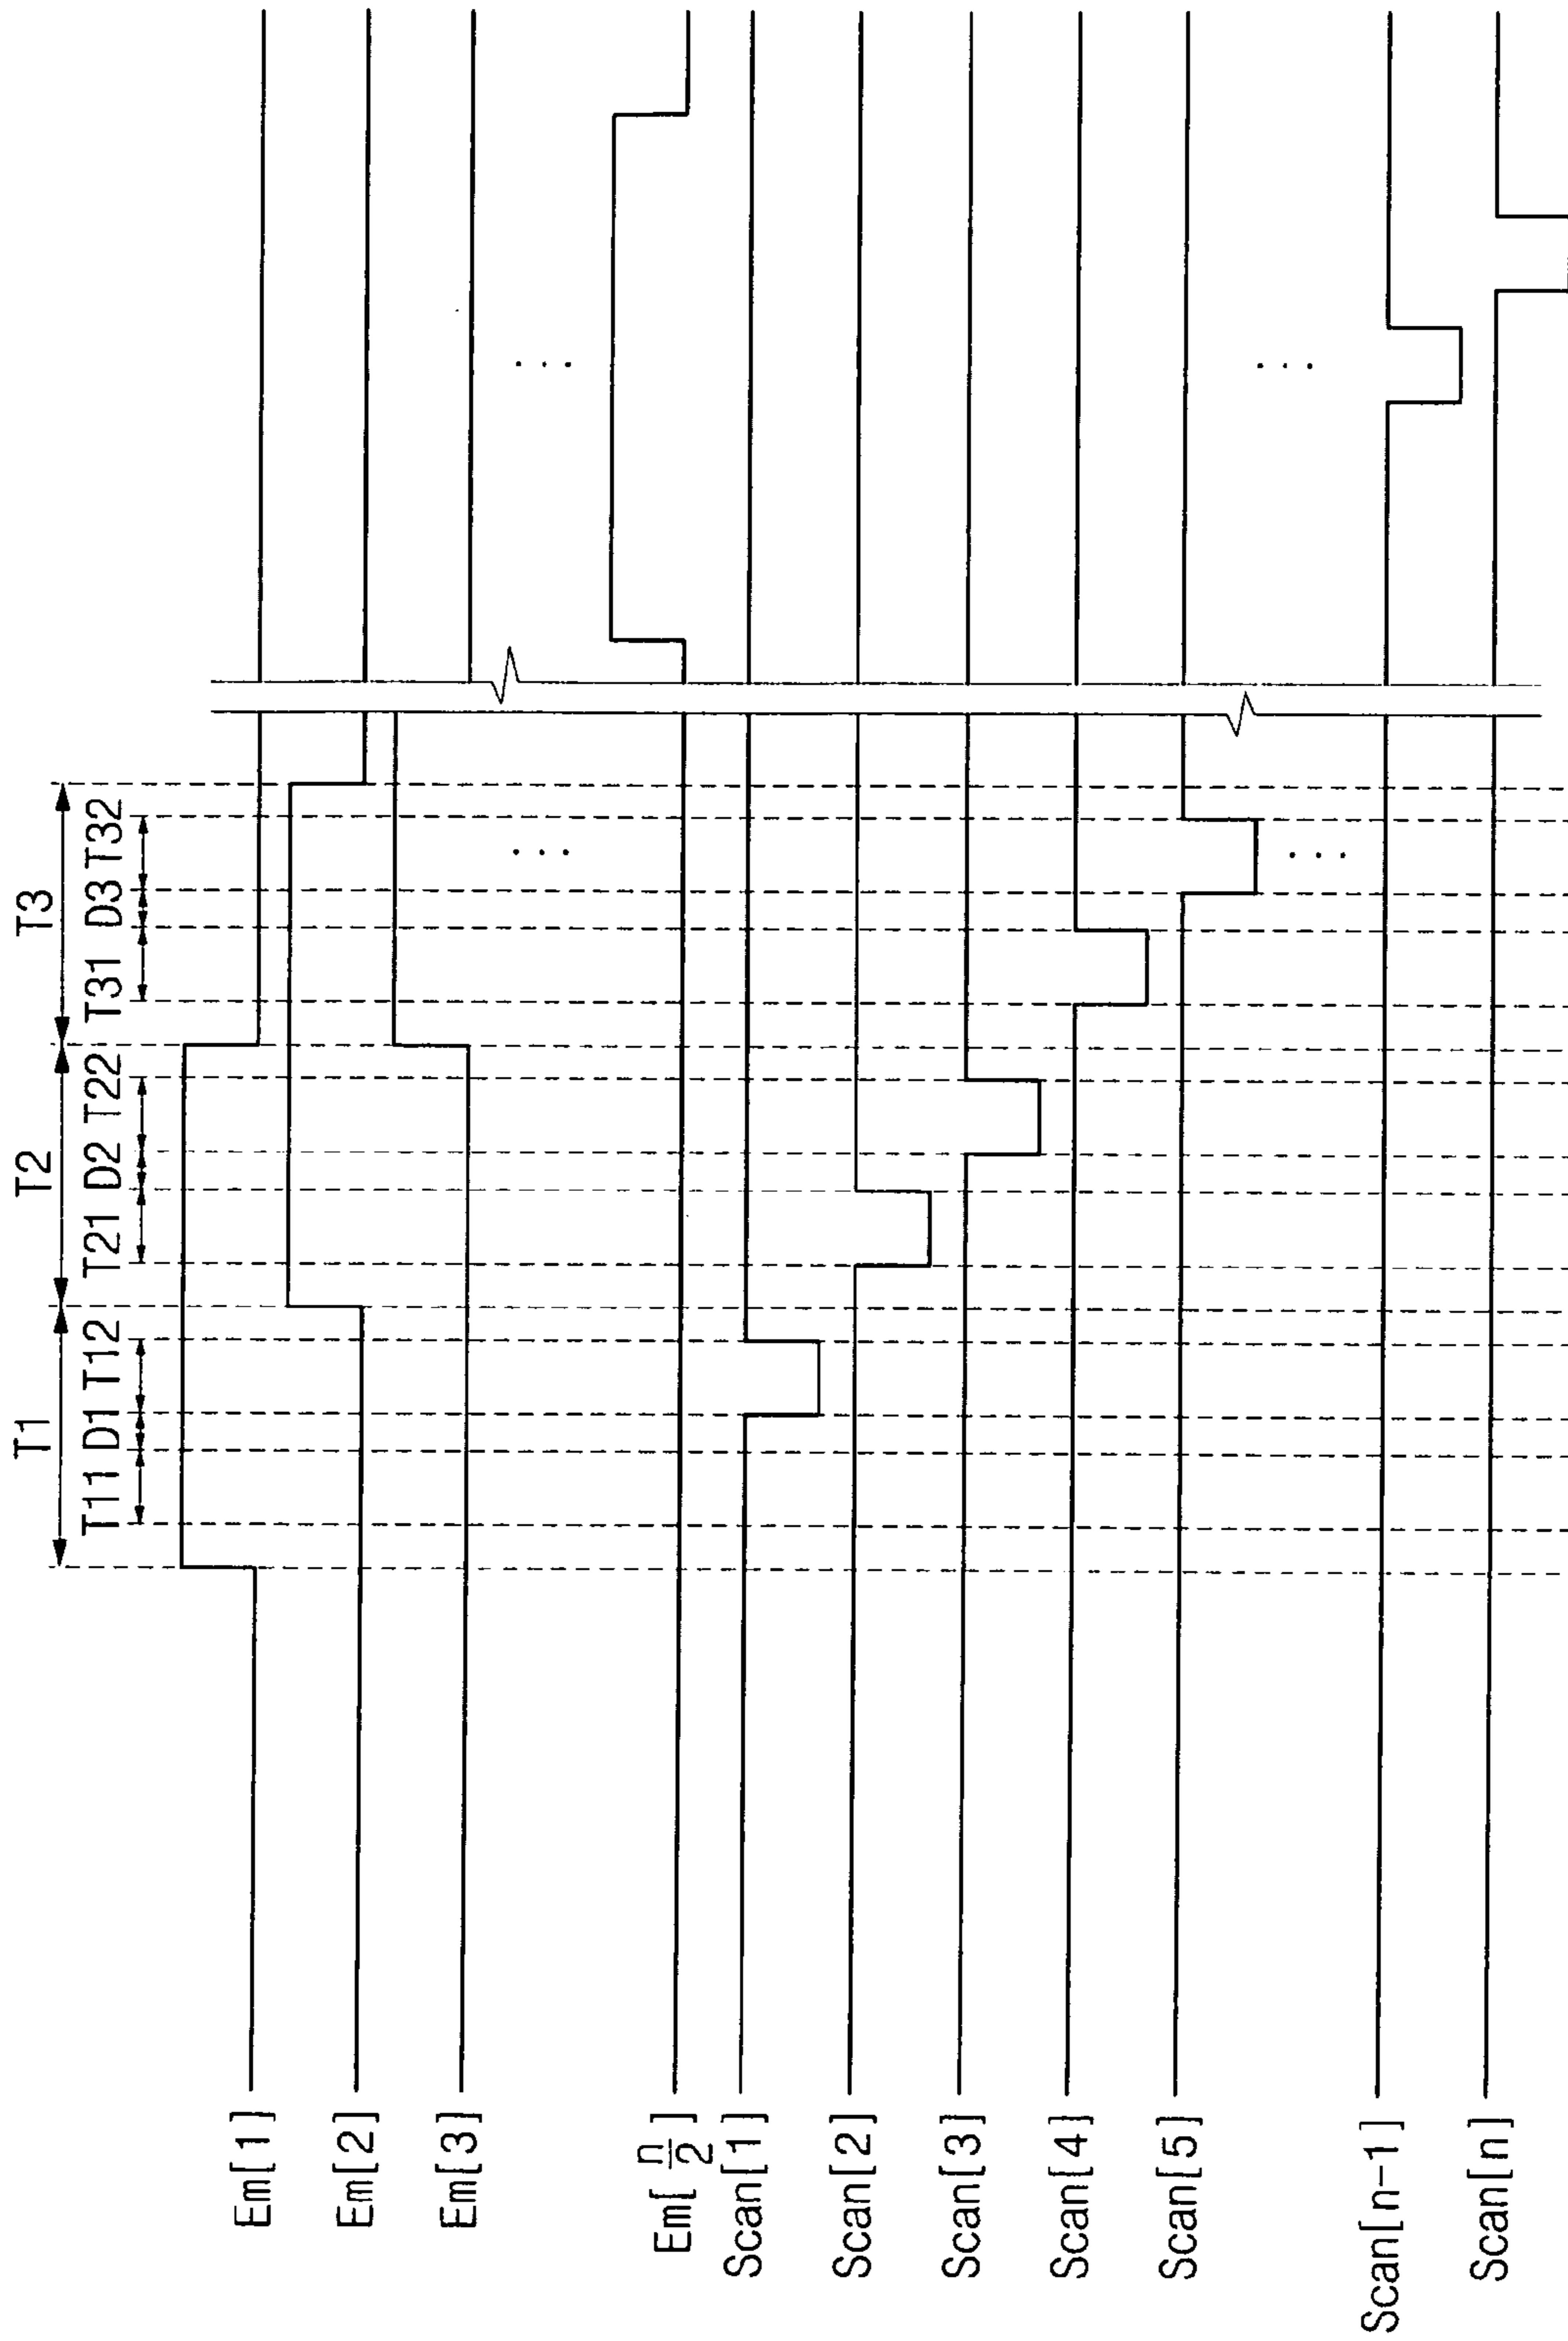 T1 T2 T3
T11 D1 T12 T21 D2 T22 T31 D3 T32
Em[1]
Em[2]
Em[3]
... ...
Em[n/2]
Scan[1]
Scan[2]
Scan[3]
Scan[4]
Scan[5]
... ...
Scan[n-1]
Scan[n]